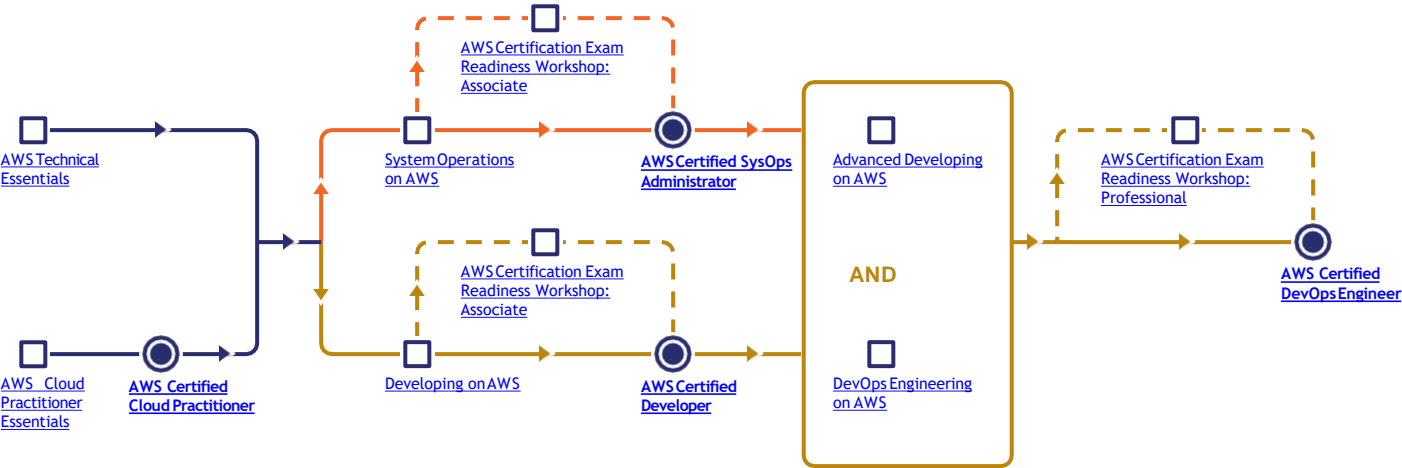 AWS Certification Exam
Readiness Workshop:
Associate
AWS Technical
Essentials
System Operations
on AWS
AWS Certified SysOps
Administrator
Advanced Developing
on AWS
AWS Certification Exam
Readiness Workshop:
Professional
AWS Certification Exam
Readiness Workshop:
Associate
AND
AWS Certified
DevOps Engineer
AWS Cloud
Practitioner
Essentials
AWS Certified
Cloud Practitioner
Developing on AWS
AWS Certified
Developer
DevOps Engineering
on AWS